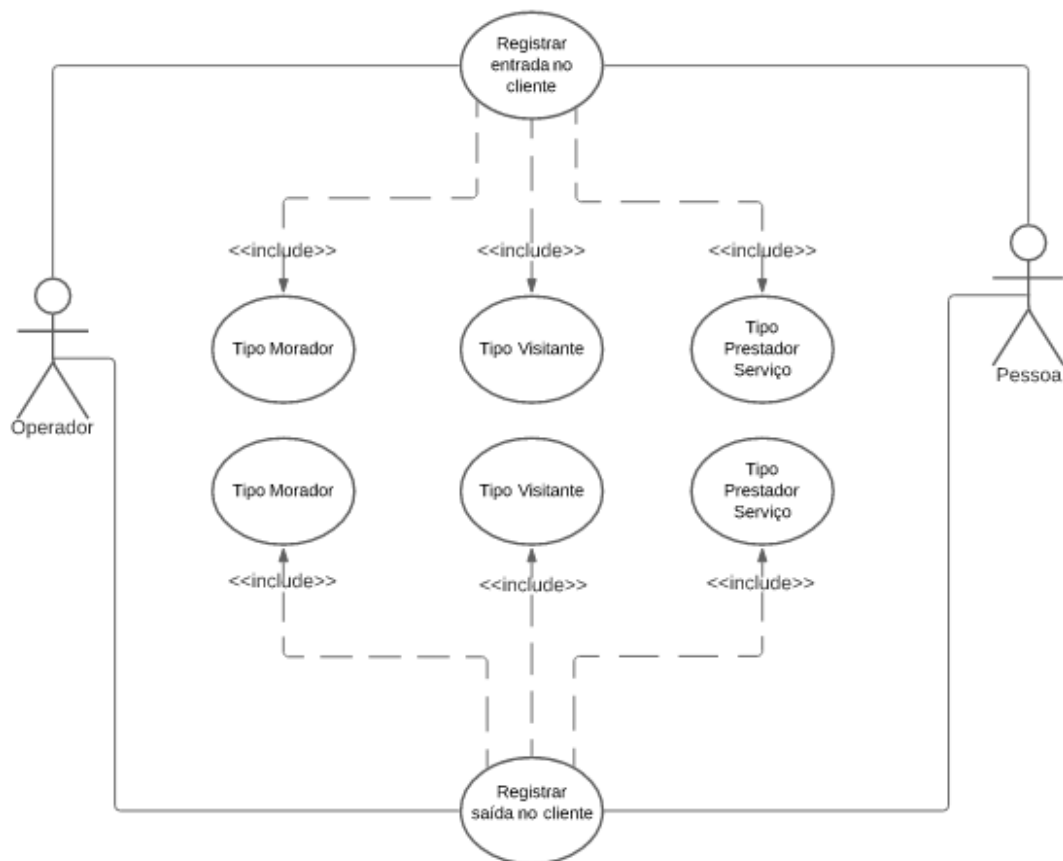 Registrar
entrada no
cliente
<<include>>
<<include>>
<<include>>
Tipo Morador
Tipo Visitante
Tipo
Prestador
Serviço
Pessoa
Operador
Tipo Morador
Tipo Visitante
Tipo
Prestador
Serviço
<<include>>
<<include>>
<<include>>
Registrar
saída no cliente